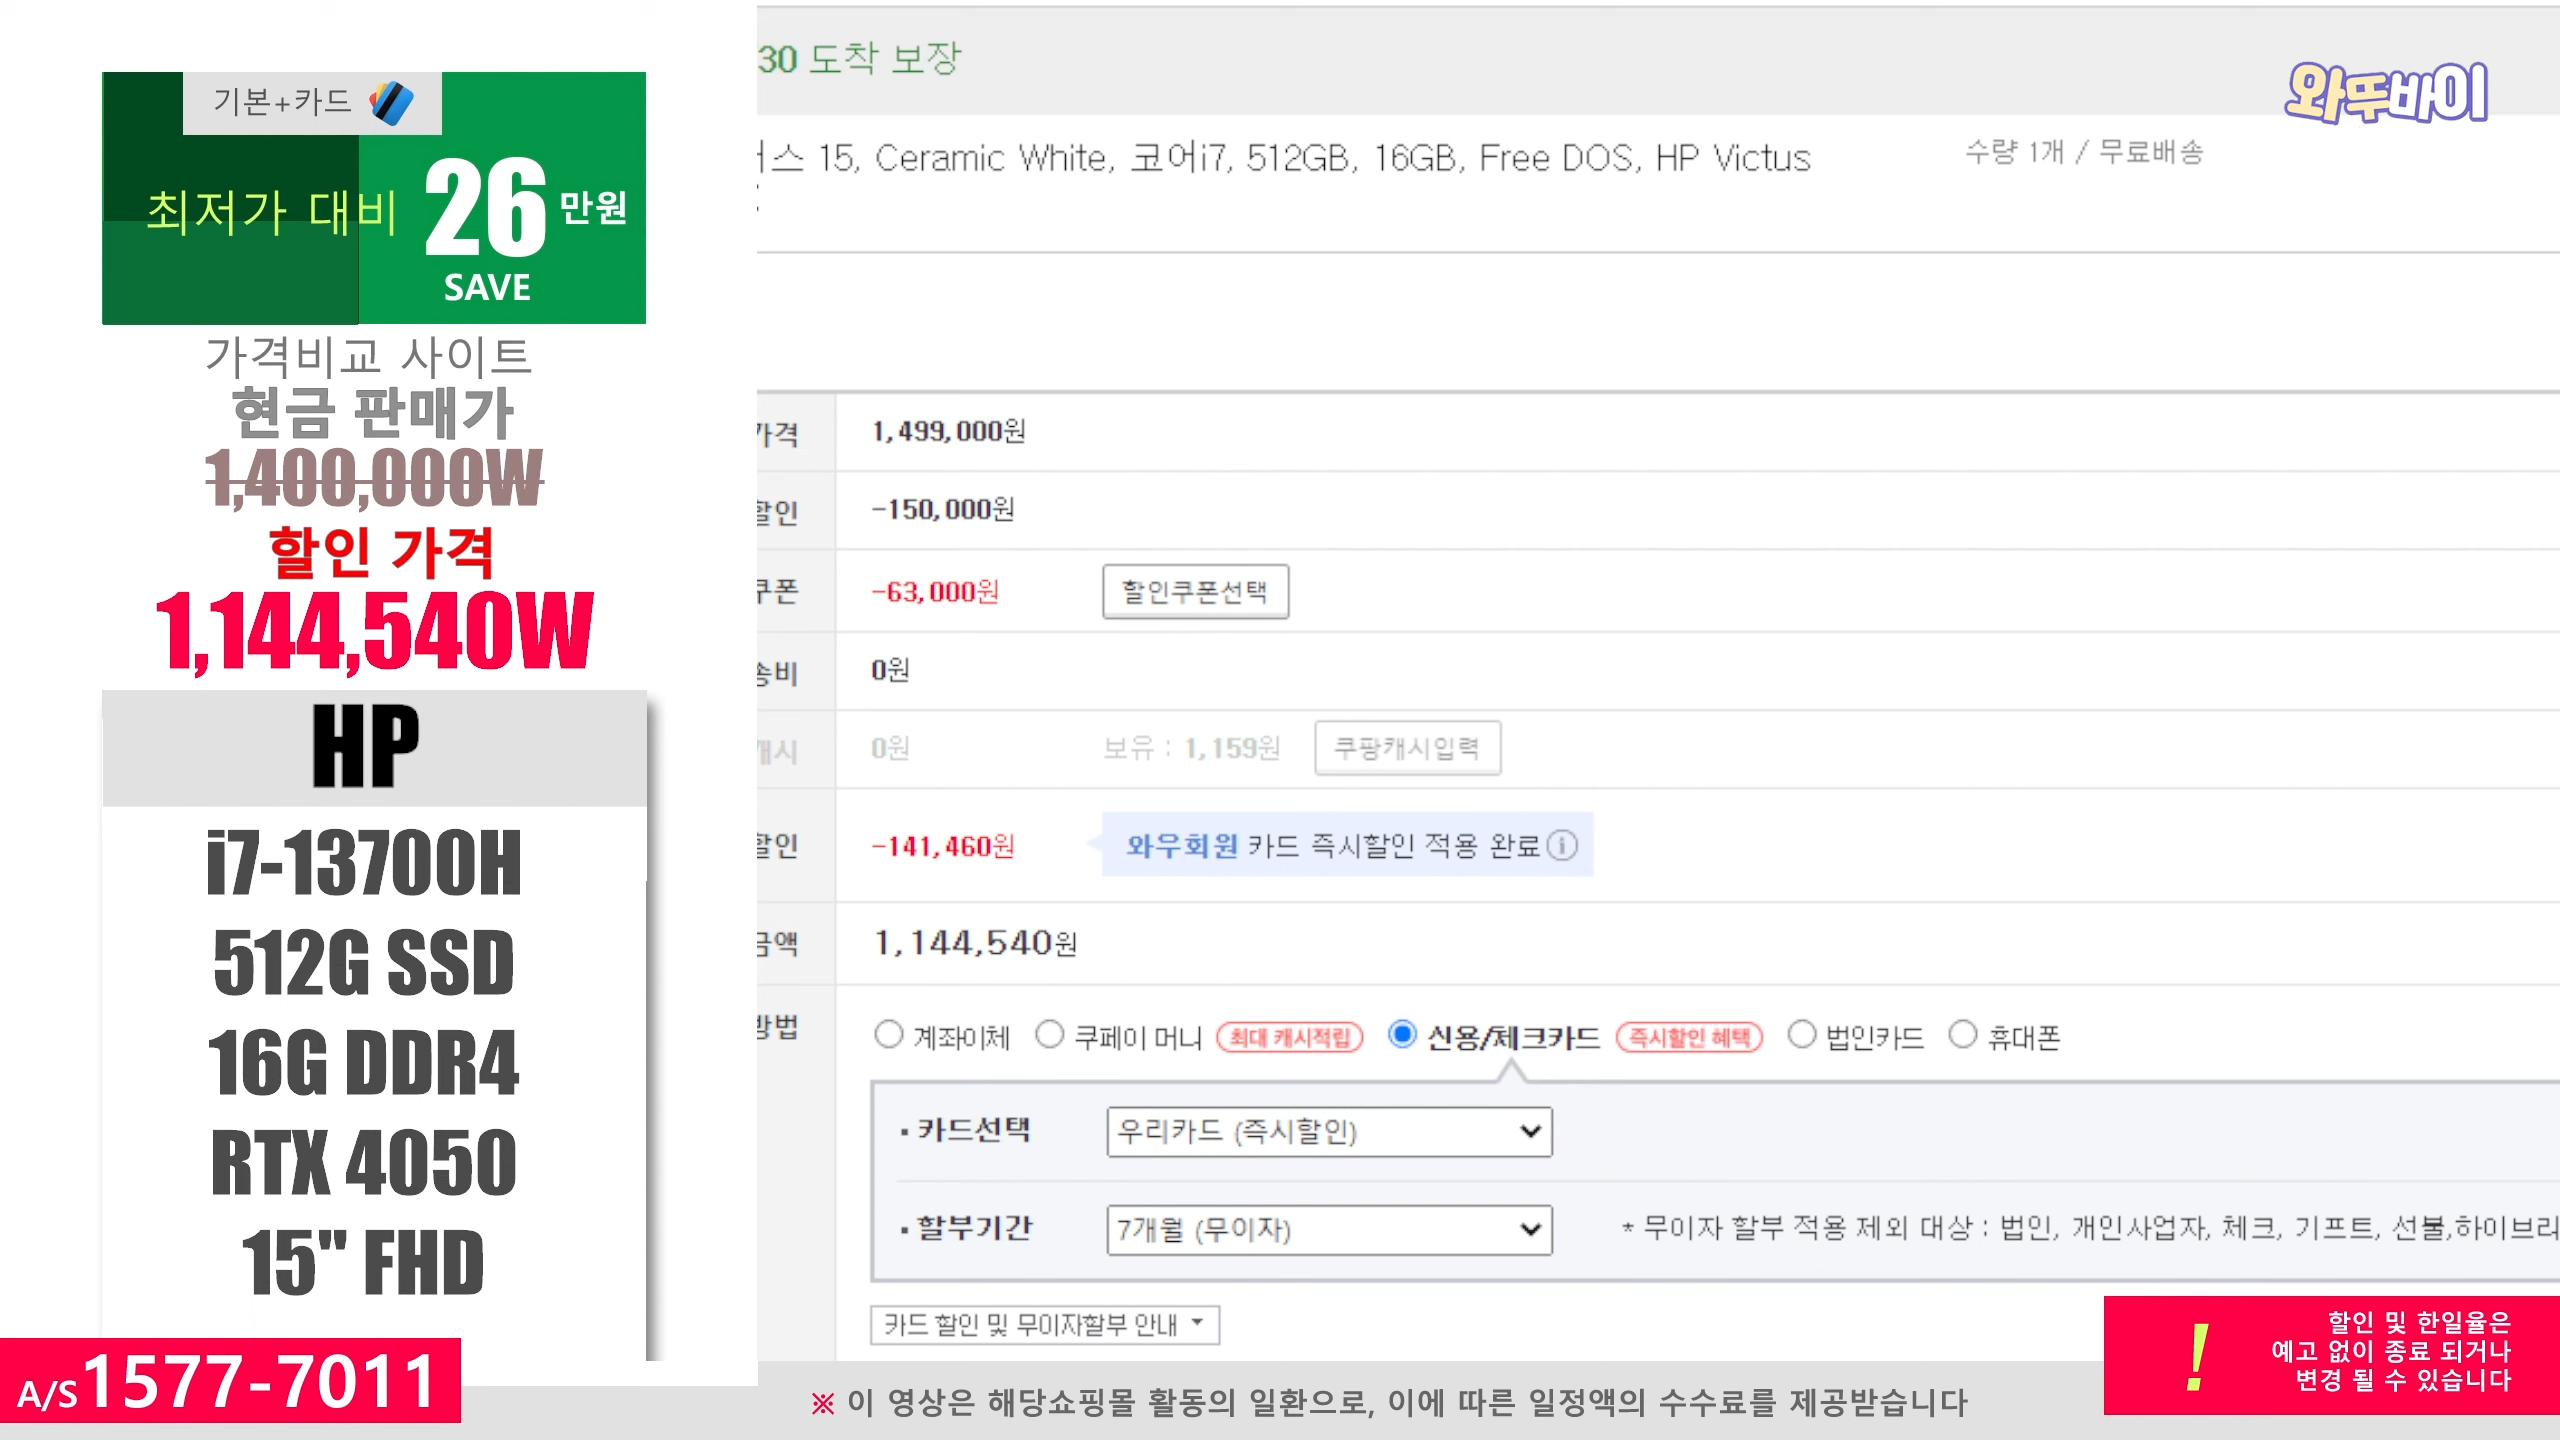 기본+카드
최저가 대비 26 만원
SAVE
가격비교 사이트
현금 판매가
1,400,000W
할인 가격
1,144,540W
HP
i7-13700H
512G SSD
16G DDR4
RTX 4050
15" FHD
A/S 1577-7011
30 도착 보장
와뚜바이
스 15, Ceramic White, 코어i7, 512GB, 16GB, Free DOS, HP Victus
수량 1개 / 무료배송
가격 1,499,000원
할인 -150,000원
쿠폰 -63,000원 할인쿠폰선택
송비 0원
캐시 0원 보유 : 1,159원 쿠팡캐시입력
할인 -141,460원 와우회원 카드 즉시할인 적용 완료
금액 1,144,540원
방법 계좌이체 쿠페이 머니 최대 캐시적립 신용/체크카드 즉시할인 혜택 법인카드 휴대폰
카드선택 우리카드 (즉시할인)
할부기간 7개월 (무이자) * 무이자 할부 적용 제외 대상 : 법인, 개인사업자, 체크, 기프트, 선불,하이브리
카드 할인 및 무이자할부 안내
※ 이 영상은 해당쇼핑몰 활동의 일환으로, 이에 따른 일정액의 수수료를 제공받습니다
! 할인 및 한일율은
예고 없이 종료 되거나
변경 될 수 있습니다